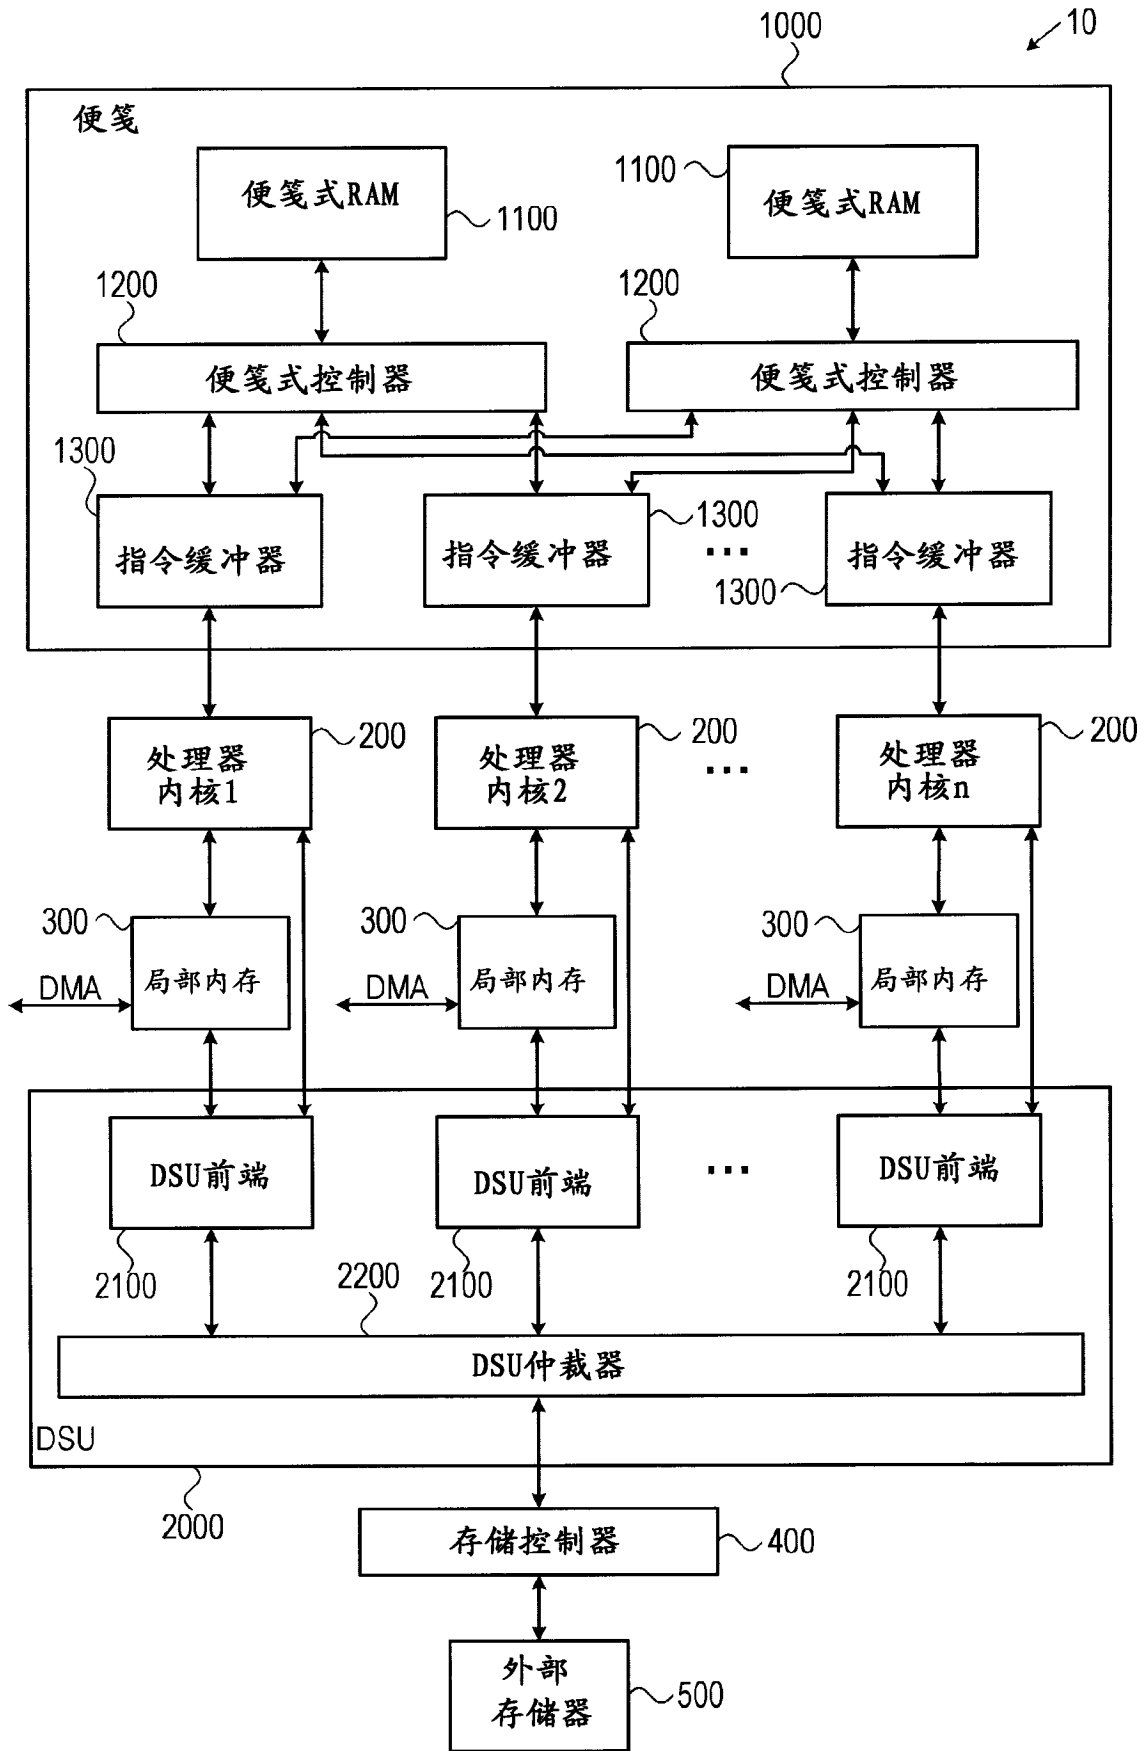 10
1000
便笺
便笺式RAM
1100
1100
便笺式RAM
1200
1200
便笺式控制器
便笺式控制器
1300
指令缓冲器
指令缓冲器
1300
...
1300
指令缓冲器
处理器
内核1
200
处理器
内核2
200
...
处理器
内核n
200
300
局部内存
DMA
300
局部内存
DMA
300
局部内存
DMA
DSU前端
2100
DSU前端
2100
...
DSU前端
2100
2200
DSU仲裁器
DSU
2000
存储控制器
400
外部
存储器
500